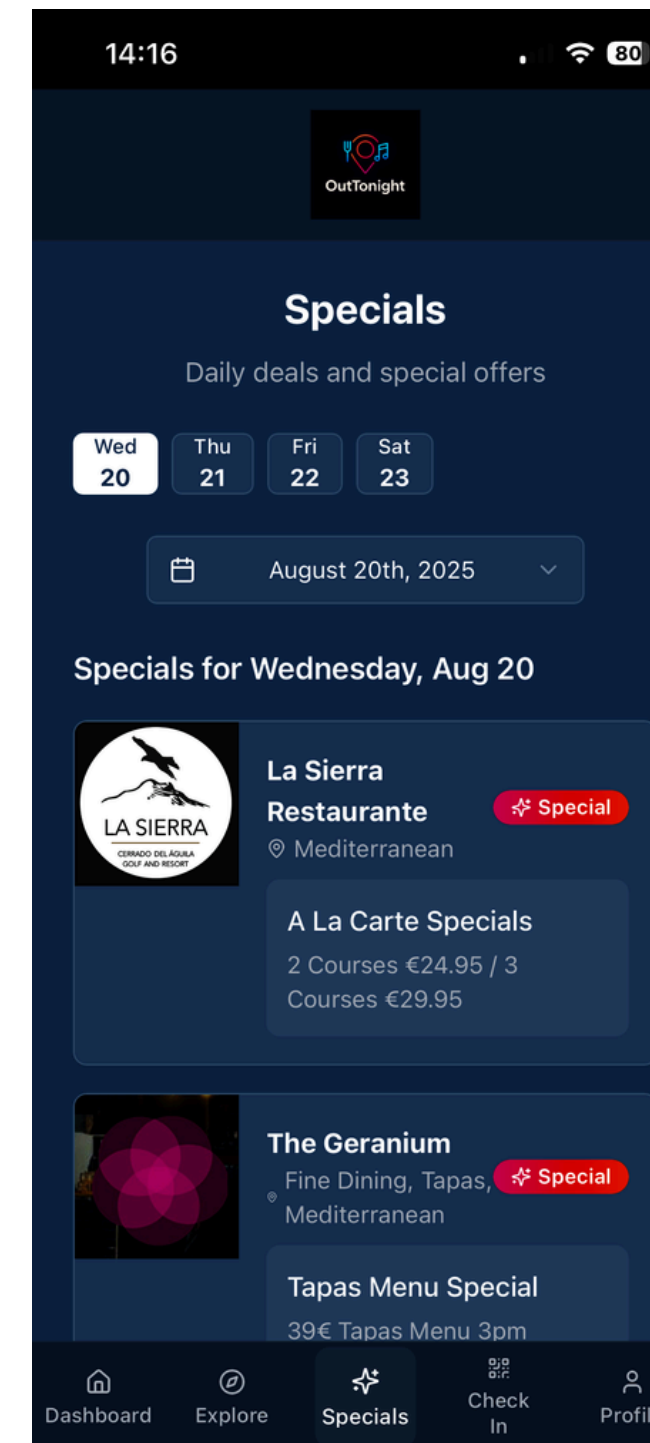 14:16
80
OutTonight
Specials
Daily deals and special offers
Wed
20
Thu
21
Fri
22
Sat
23
August 20th, 2025
Specials for Wednesday, Aug 20
LA SIERRA
CERRADO DEL ÁGUILA
GOLF AND RESORT
La Sierra
Restaurante
Special
Mediterranean
A La Carte Specials
2 Courses €24.95 / 3
Courses €29.95
The Geranium
Fine Dining, Tapas,
Mediterranean
Special
Tapas Menu Special
39€ Tapas Menu 3pm
Dashboard
Explore
Specials
Check
In
Profil